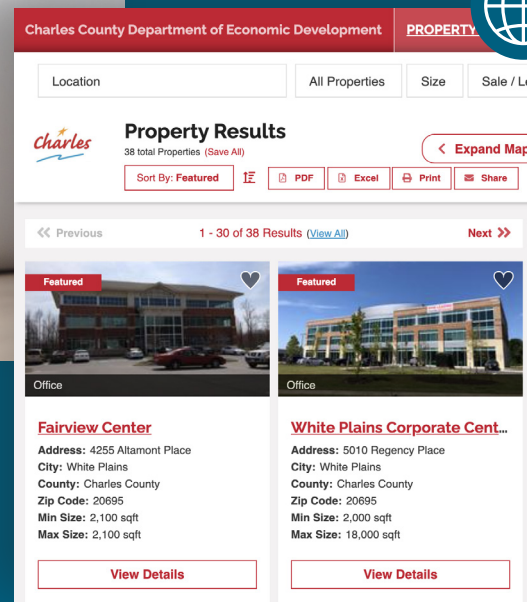 Charles County Department of Economic Development PROPERTY
Location All Properties Size Sale /
Charles
Property Results
38 total Properties (Save All)
Expand Map
Sort By: Featured PDF Excel Print Share
Previous 1 - 30 of 38 Results (View All) Next
Featured
Office
Fairview Center
Address: 4255 Altamont Place
City: White Plains
County: Charles County
Zip Code: 20695
Min Size: 2,100 sqft
Max Size: 2,100 sqft
View Details
Featured
Office
White Plains Corporate Cent...
Address: 5010 Regency Place
City: White Plains
County: Charles County
Zip Code: 20695
Min Size: 2,000 sqft
Max Size: 18,000 sqft
View Details